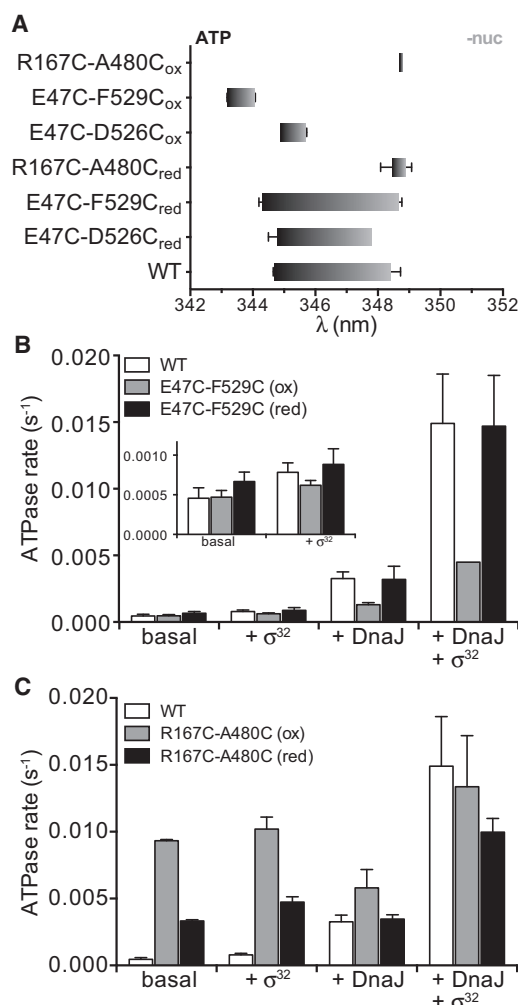 A
ATP -nuc
R167C-A480Cox
E47C-F529Cox
E47C-D526Cox
R167C-A480Cred
E47C-F529Cred
E47C-D526Cred
WT
342 344 346 348 350 352
λ (nm)
B
0.020
0.015
0.010
0.005
0.000
ATPase rate (s⁻¹)
WT
E47C-F529C (ox)
E47C-F529C (red)
0.0010
0.0005
0.0000
basal + σ³²
basal + σ³² + DnaJ + DnaJ
+ σ³²
C
0.020
0.015
0.010
0.005
0.000
ATPase rate (s⁻¹)
WT
R167C-A480C (ox)
R167C-A480C (red)
basal + σ³² + DnaJ + DnaJ
+ σ³²